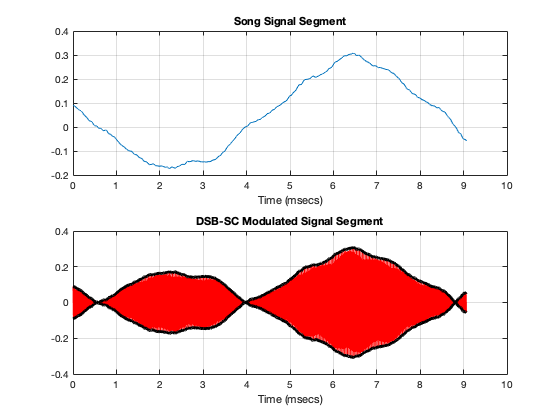 Song Signal Segment
0.4
0.3
0.2
0.1
0
-0.1
-0.2
0 1 2 3 4 5 6 7 8 9 10
Time (msecs)
DSB-SC Modulated Signal Segment
0.4
0.2
0
-0.2
-0.4
0 1 2 3 4 5 6 7 8 9 10
Time (msecs)